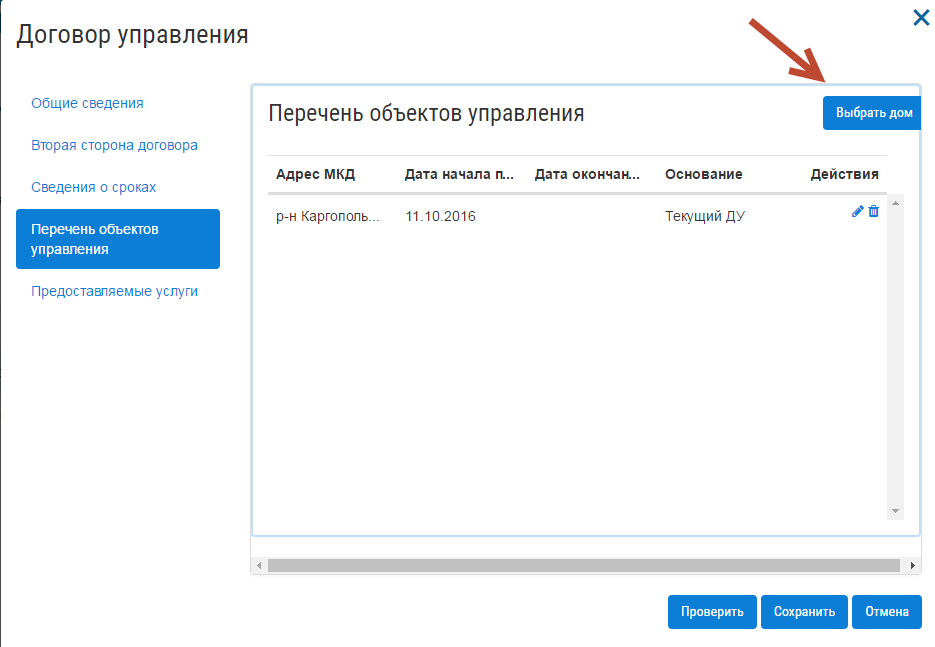 Договор управления
Общие сведения
Вторая сторона договора
Сведения о сроках
Перечень объектов
управления
Предоставляемые услуги
Перечень объектов управления
Выбрать дом
Адрес МКД Дата начала п... Дата окончан... Основание Действия
р-н Каргополь... 11.10.2016 Текущий ДУ
Проверить Сохранить Отмена